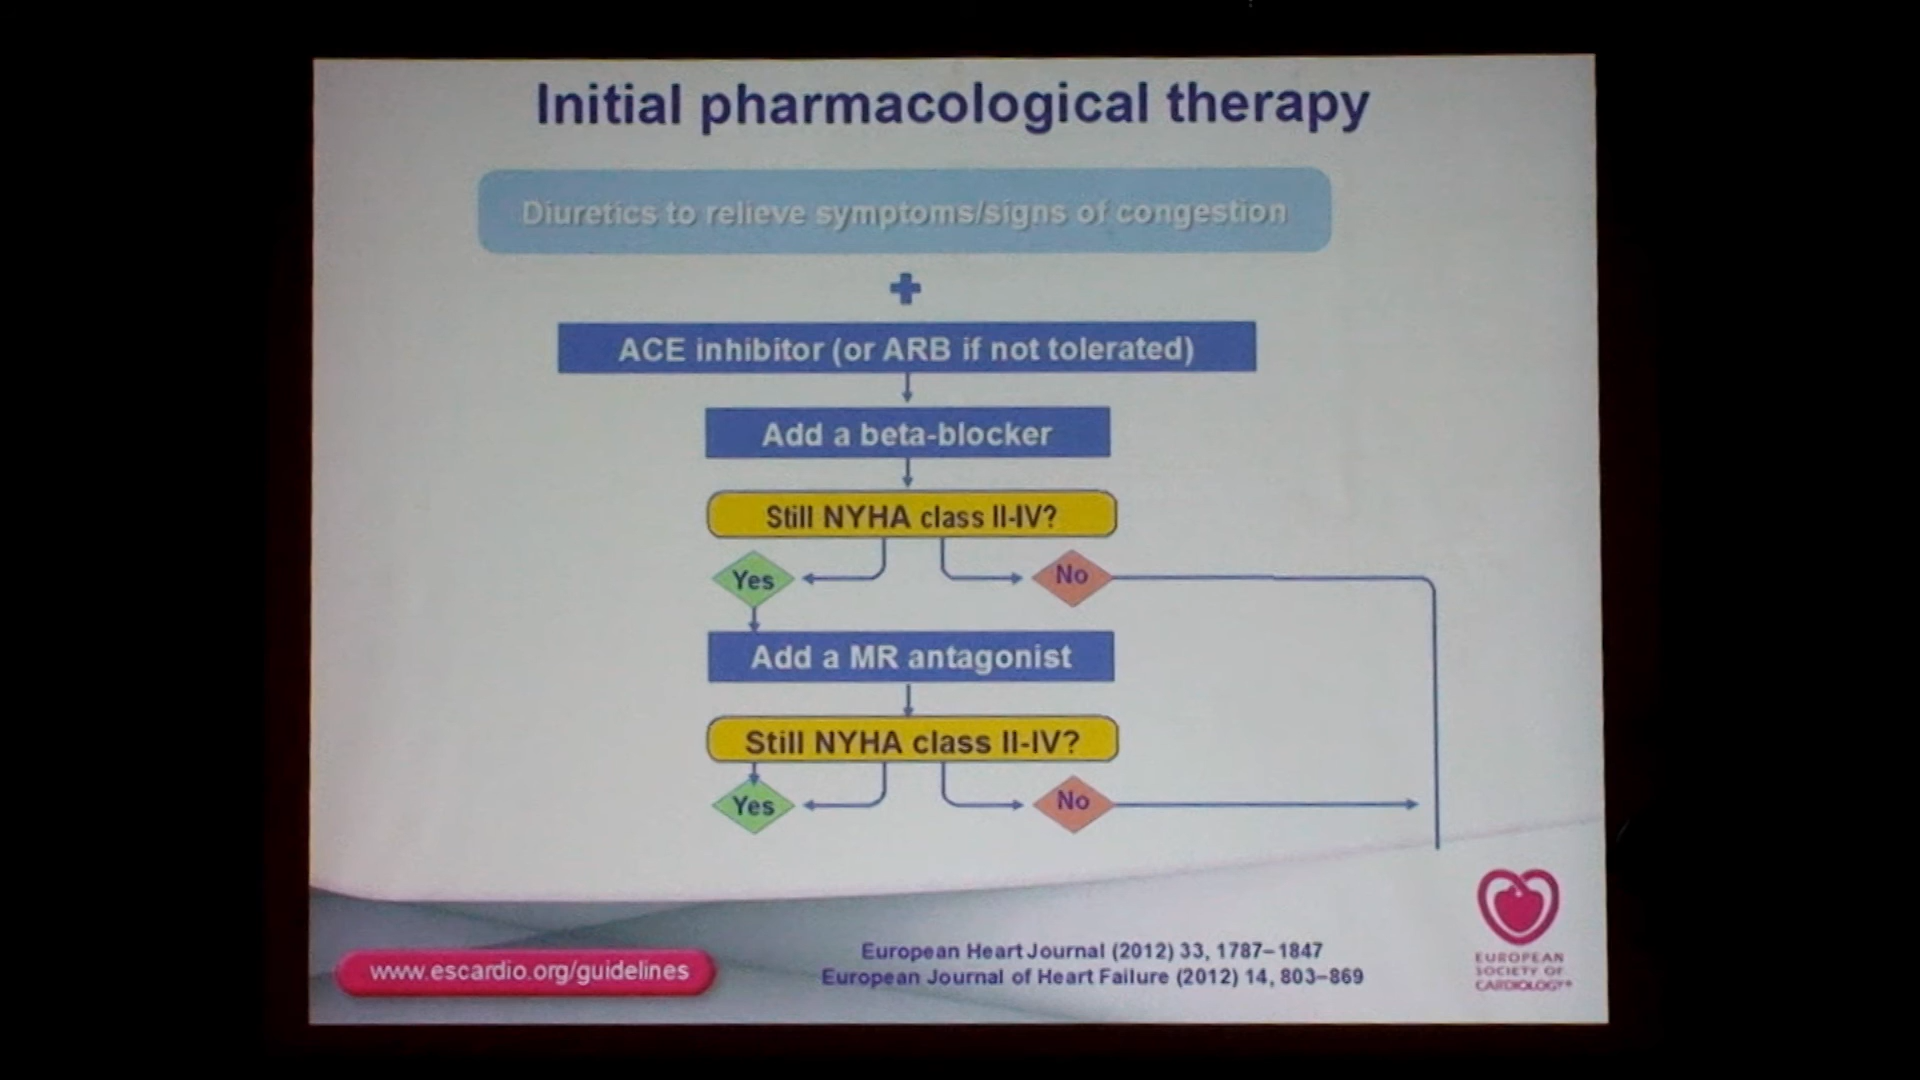 Initial pharmacological therapy
Diuretics to relieve symptoms/signs of congestion
ACE inhibitor (or ARB if not tolerated)
Add a beta-blocker
Still NYHA class II-IV?
Yes
No
Add a MR antagonist
Still NYHA class II-IV?
Yes
No
www.escardio.org/guidelines
European Heart Journal (2012) 33, 1787–1847
European Journal of Heart Failure (2012) 14, 803–869
EUROPEAN
SOCIETY OF
CARDIOLOGY®